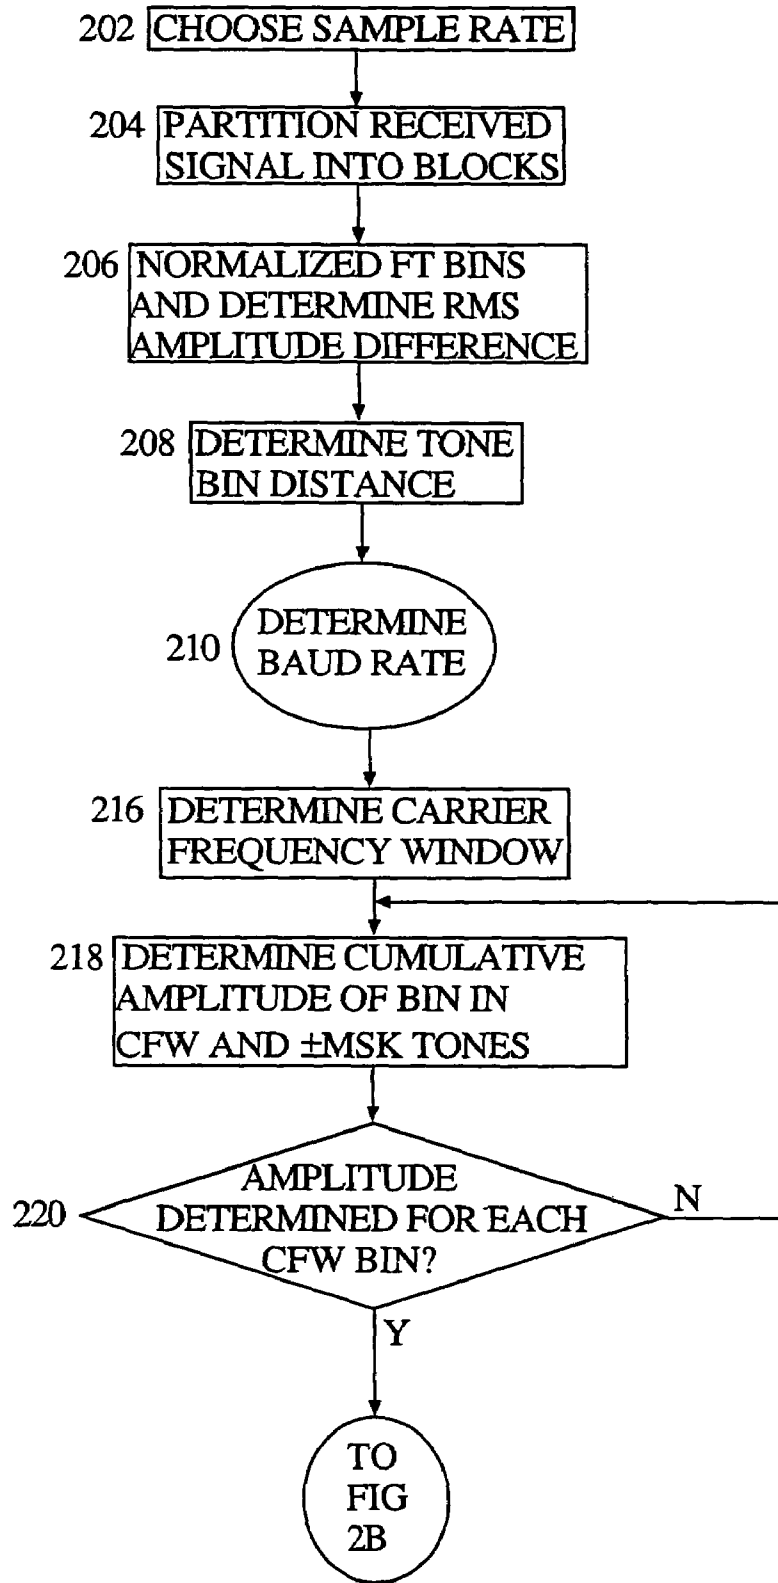 202 CHOOSE SAMPLE RATE
204 PARTITION RECEIVED
SIGNAL INTO BLOCKS
206 NORMALIZED FT BINS
AND DETERMINE RMS
AMPLITUDE DIFFERENCE
208 DETERMINE TONE
BIN DISTANCE
210 DETERMINE
BAUD RATE
216 DETERMINE CARRIER
FREQUENCY WINDOW
218 DETERMINE CUMULATIVE
AMPLITUDE OF BIN IN
CFW AND ±MSK TONES
220 AMPLITUDE
DETERMINED FOR EACH
CFW BIN?
N
Y
TO
FIG
2B